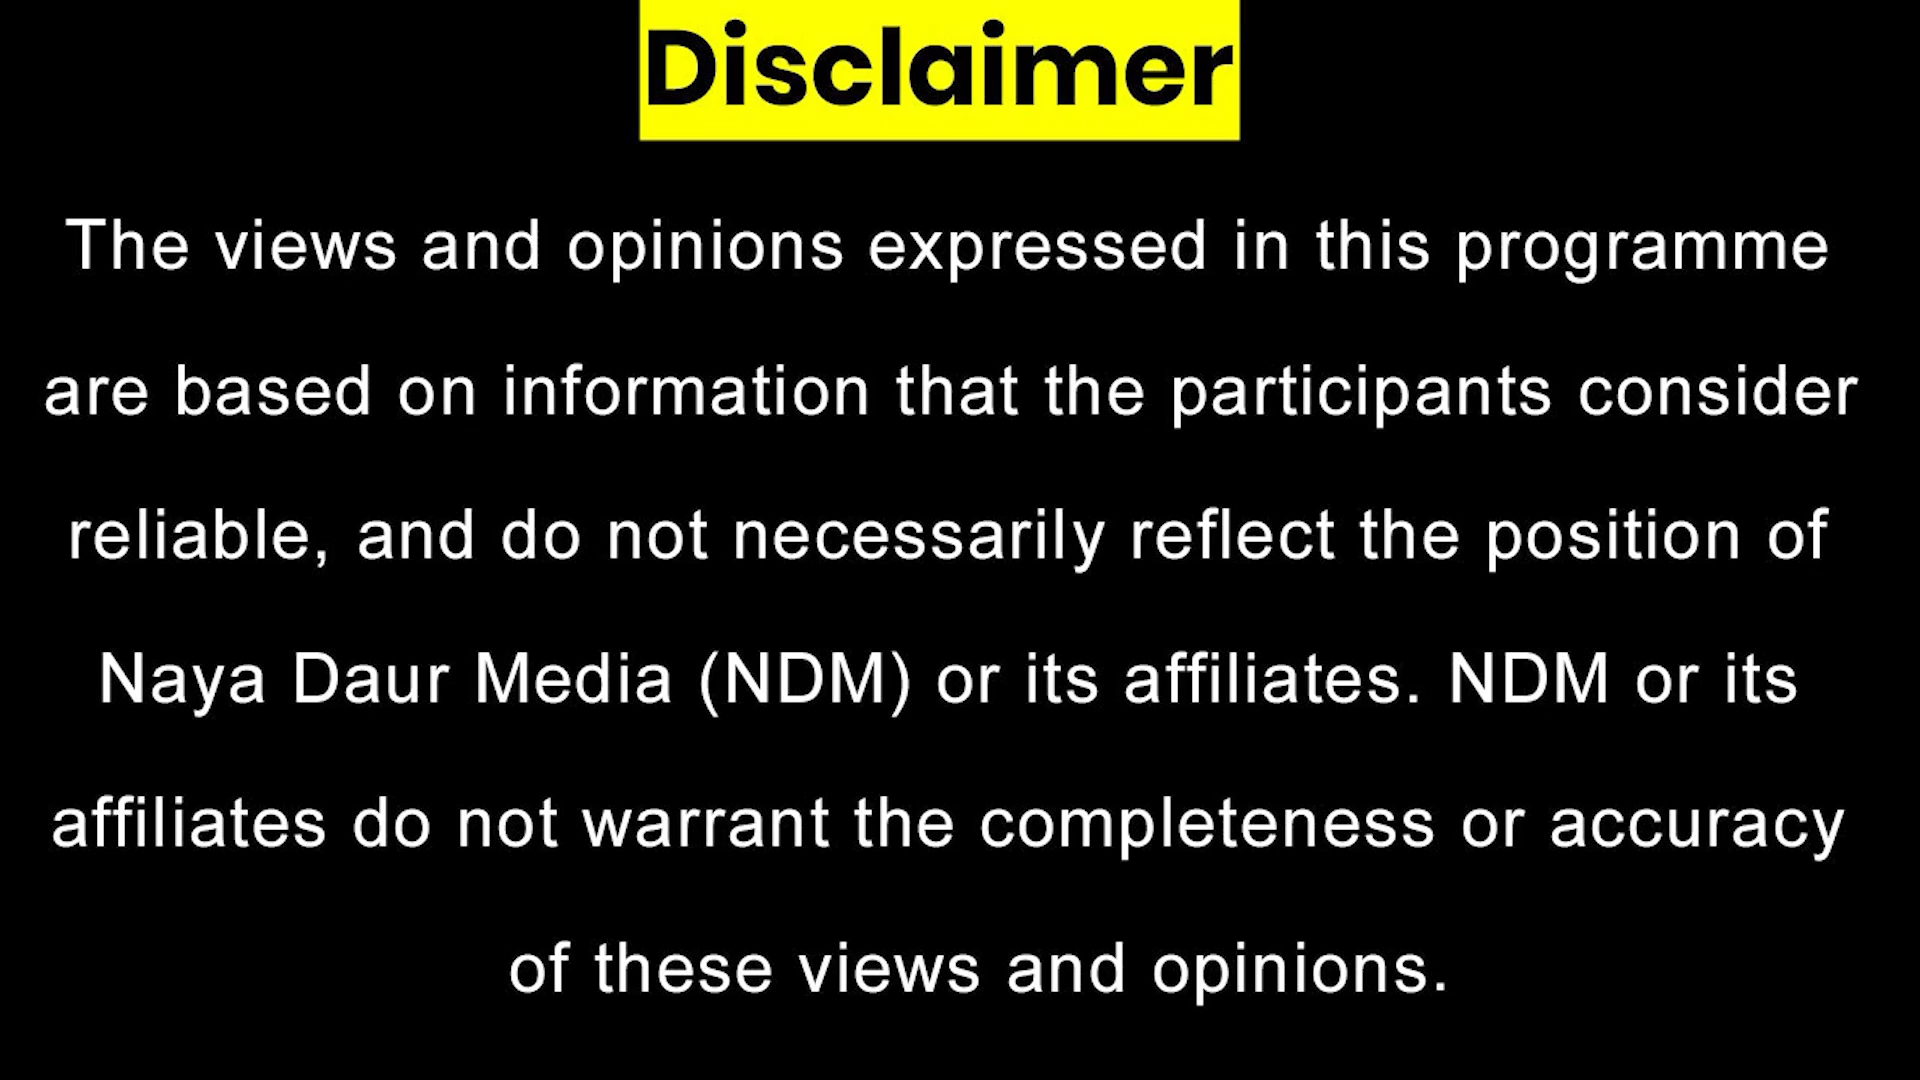 Disclaimer
The views and opinions expressed in this programme
are based on information that the participants consider
reliable, and do not necessarily reflect the position of
Naya Daur Media (NDM) or its affiliates. NDM or its
affiliates do not warrant the completeness or accuracy
of these views and opinions.